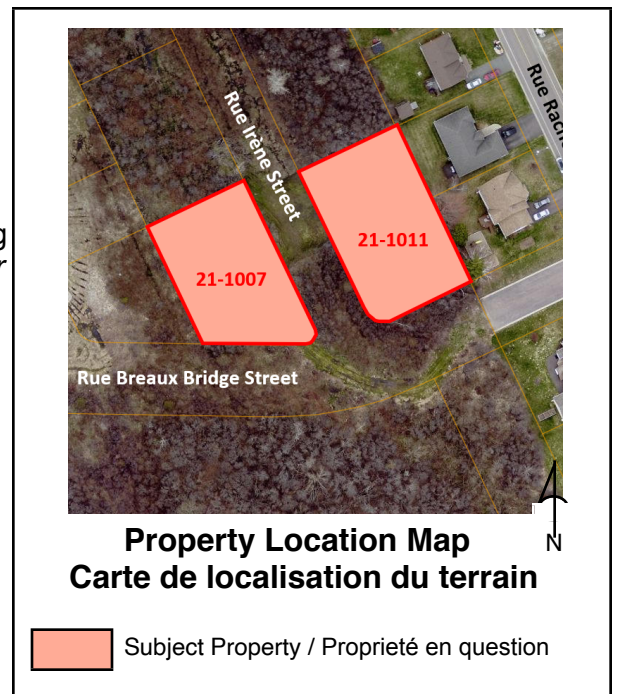 Rue Irène Street
Rue
21-1011
21-1007
Rue Breaux Bridge Street
N
Property Location Map
Carte de localisation du terrain
Subject Property / Proprieté en question